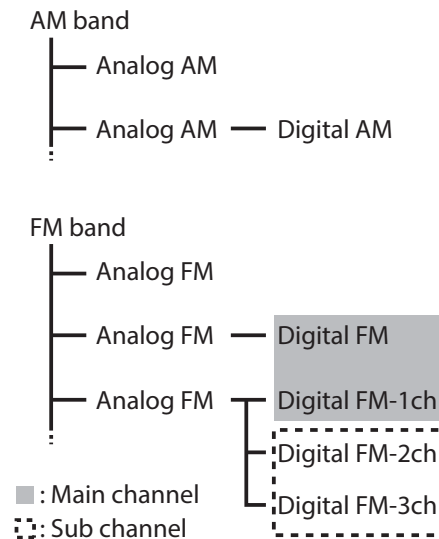 AM band
Analog AM
Analog AM Digital AM
FM band
Analog FM
Analog FM Digital FM
Analog FM Digital FM-1ch
Digital FM-2ch
Digital FM-3ch
: Main channel
: Sub channel